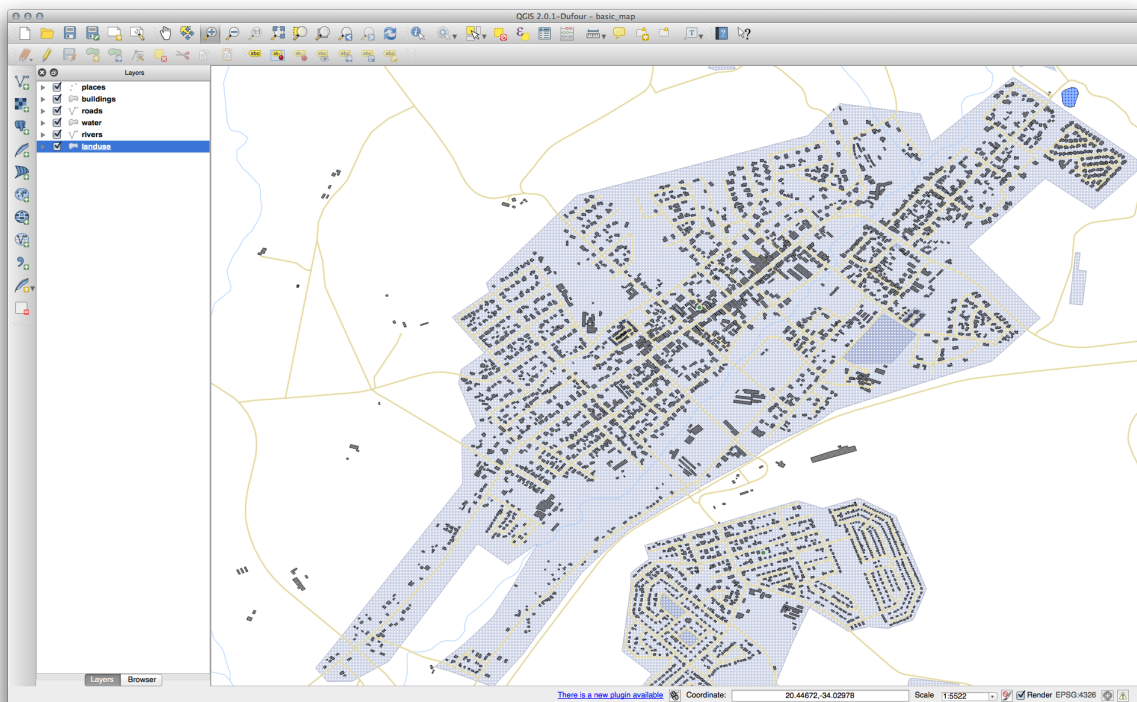 QGIS 2.0.1-Dufour - basic_map
Layers
places
buildings
roads
water
rivers
landuse
Layers
Browser
There is a new plugin available
Coordinate:
20.44672,-34.02978
Scale
1:5522
Render
EPSG:4326